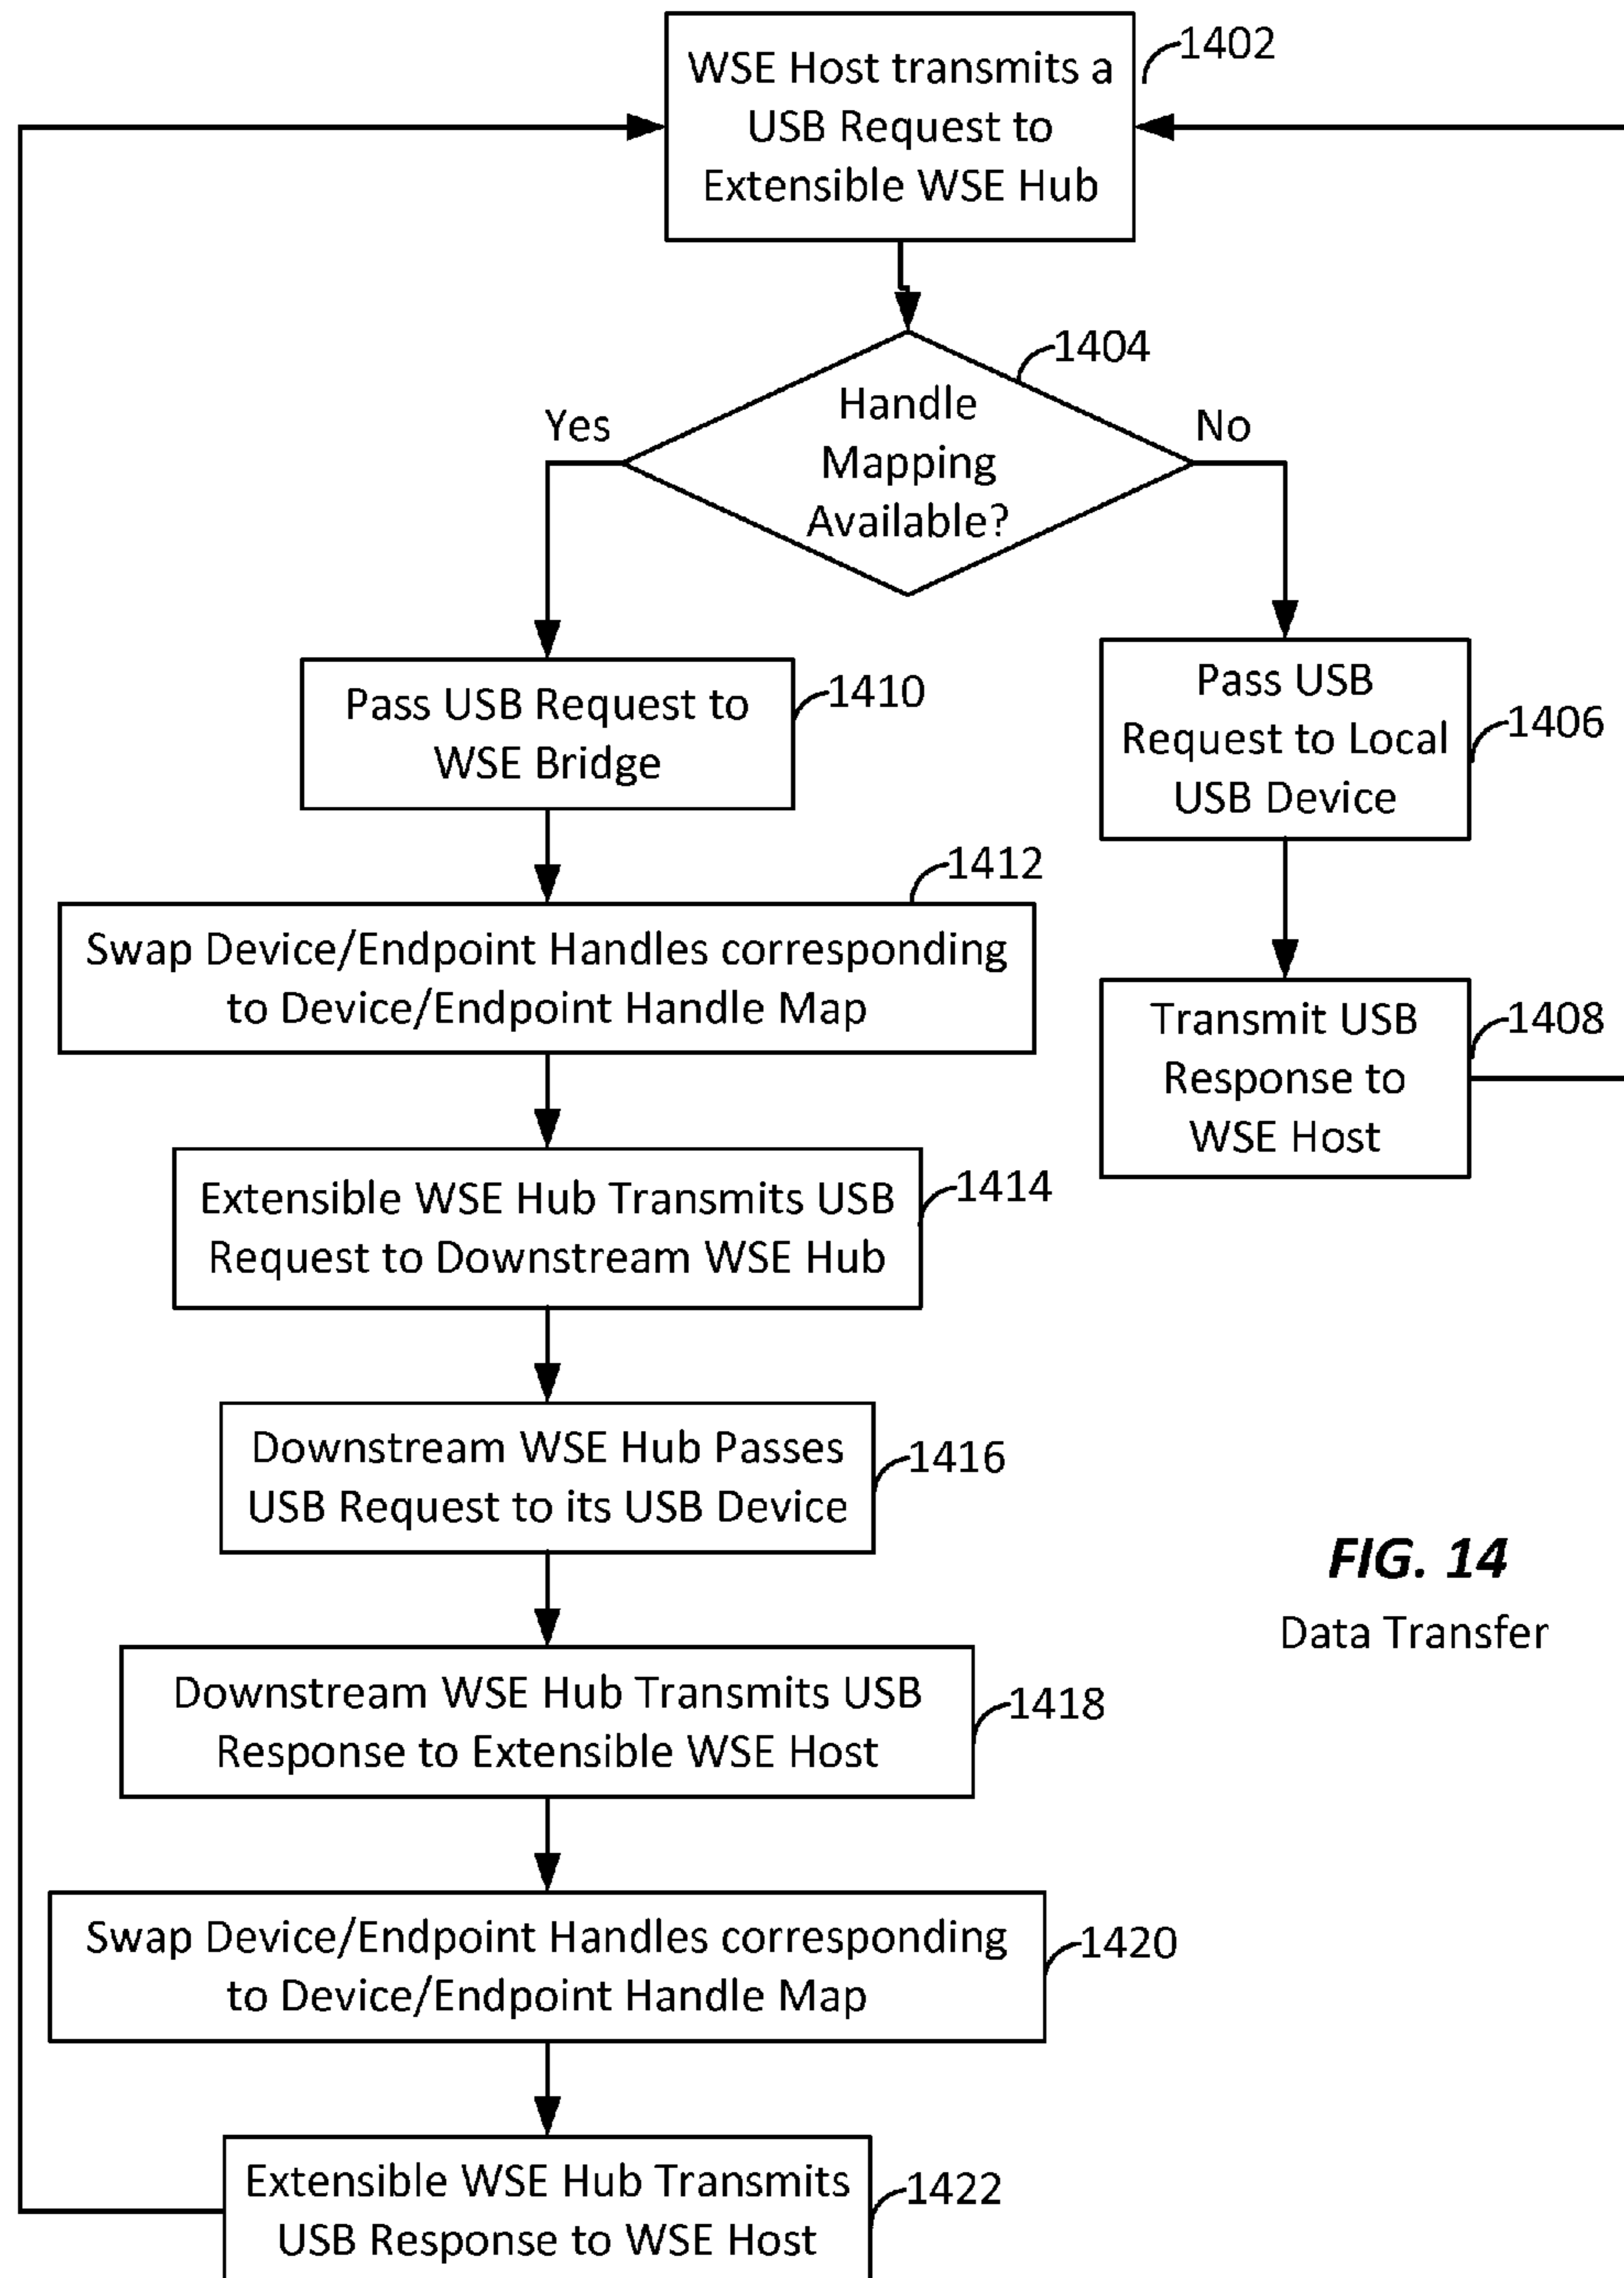 WSE Host transmits a
USB Request to
Extensible WSE Hub
1402
1404
Handle
Mapping
Available?
Yes
No
Pass USB Request to
WSE Bridge
1410
Pass USB
Request to Local
USB Device
1406
Swap Device/Endpoint Handles corresponding
to Device/Endpoint Handle Map
1412
Transmit USB
Response to
WSE Host
1408
Extensible WSE Hub Transmits USB
Request to Downstream WSE Hub
1414
Downstream WSE Hub Passes
USB Request to its USB Device
1416
FIG. 14
Data Transfer
Downstream WSE Hub Transmits USB
Response to Extensible WSE Host
1418
Swap Device/Endpoint Handles corresponding
to Device/Endpoint Handle Map
1420
Extensible WSE Hub Transmits
USB Response to WSE Host
1422